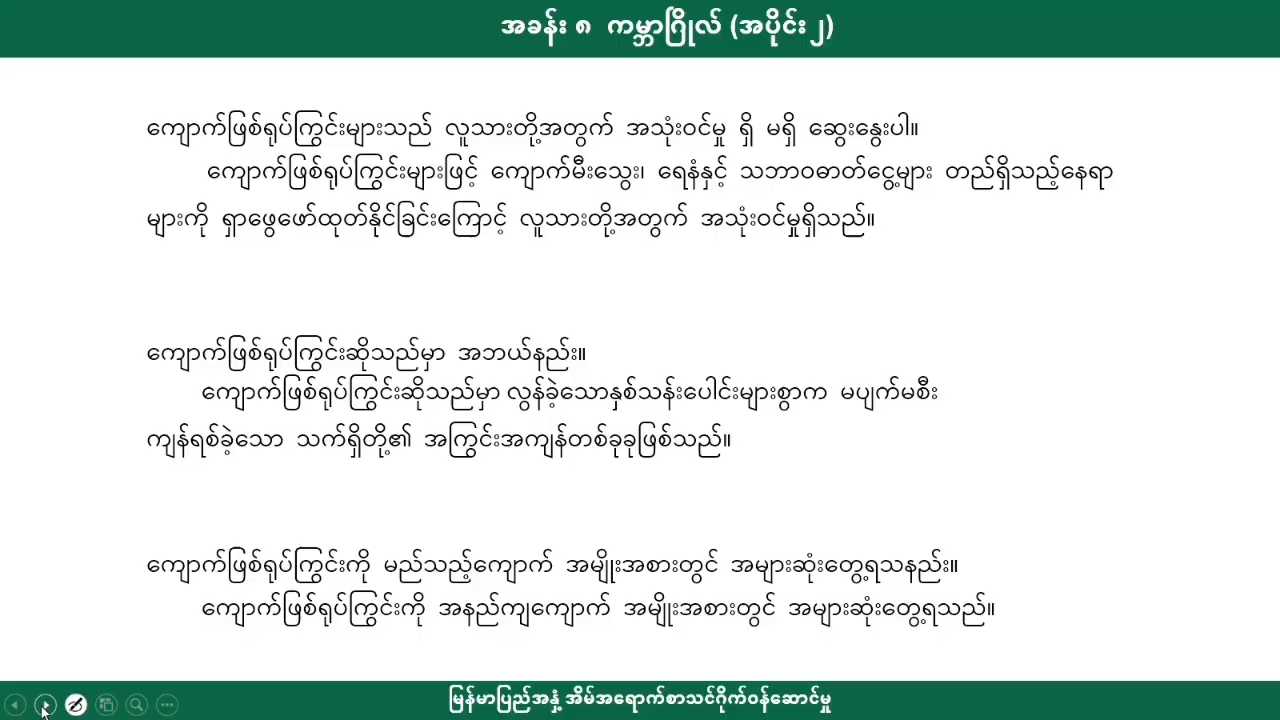 အခန်း ၈ ကမ္ဘာဂြိုလ် (အပိုင်း ၂)
ကျောက်ဖြစ်ရုပ်ကြွင်းများသည် လူသားတို့အတွက် အသုံးဝင်မှု ရှိ မရှိ ဆွေးနွေးပါ။
ကျောက်ဖြစ်ရုပ်ကြွင်းများဖြင့် ကျောက်မီးသွေး၊ ရေနံနှင့် သဘာဝဓာတ်ငွေ့များ တည်ရှိသည့်နေရာ
များကို ရှာဖွေဖော်ထုတ်နိုင်ခြင်းကြောင့် လူသားတို့အတွက် အသုံးဝင်မှုရှိသည်။
ကျောက်ဖြစ်ရုပ်ကြွင်းဆိုသည်မှာ အဘယ်နည်း။
ကျောက်ဖြစ်ရုပ်ကြွင်းဆိုသည်မှာ လွန်ခဲ့သောနှစ်သန်းပေါင်းများစွာက မပျက်မစီး
ကျန်ရစ်ခဲ့သော သက်ရှိတို့၏ အကြွင်းအကျန်တစ်ခုခုဖြစ်သည်။
ကျောက်ဖြစ်ရုပ်ကြွင်းကို မည်သည့်ကျောက် အမျိုးအစားတွင် အများဆုံးတွေ့ရသနည်း။
ကျောက်ဖြစ်ရုပ်ကြွင်းကို အနည်ကျကျောက် အမျိုးအစားတွင် အများဆုံးတွေ့ရသည်။
မြန်မာပြည်အနှံ့ အိမ်အရောက်စာသင်ဂိုက်ဝန်ဆောင်မှု